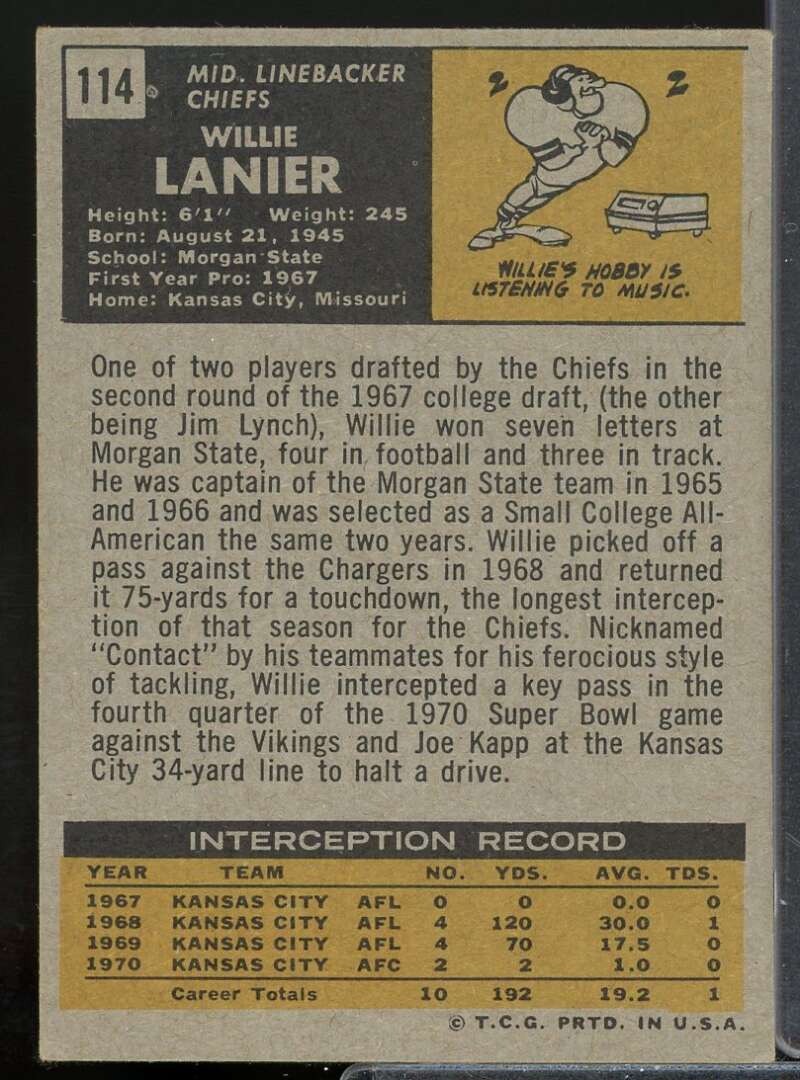 114
MID. LINEBACKER
CHIEFS
WILLIE
LANIER
Height: 6'1" Weight: 245
Born: August 21, 1945
School: Morgan State
First Year Pro: 1967
Home: Kansas City, Missouri
WILLIE'S HOBBY IS
LISTENING TO MUSIC.
One of two players drafted by the Chiefs in the
second round of the 1967 college draft, (the other
being Jim Lynch), Willie won seven letters at
Morgan State, four in football and three in track.
He was captain of the Morgan State team in 1965
and 1966 and was selected as a Small College All-
American the same two years. Willie picked off a
pass against the Chargers in 1968 and returned
it 75-yards for a touchdown, the longest intercep-
tion of that season for the Chiefs. Nicknamed
"Contact" by his teammates for his ferocious style
of tackling, Willie intercepted a key pass in the
fourth quarter of the 1970 Super Bowl game
against the Vikings and Joe Kapp at the Kansas
City 34-yard line to halt a drive.
INTERCEPTION RECORD
YEAR TEAM NO. YDS. AVG. TDS.
1967 KANSAS CITY AFL 0 0 0.0 0
1968 KANSAS CITY AFL 4 120 30.0 1
1969 KANSAS CITY AFL 4 70 17.5 0
1970 KANSAS CITY AFC 2 2 1.0 0
Career Totals 10 192 19.2 1
© T.C.G. PRTD. IN U.S.A.